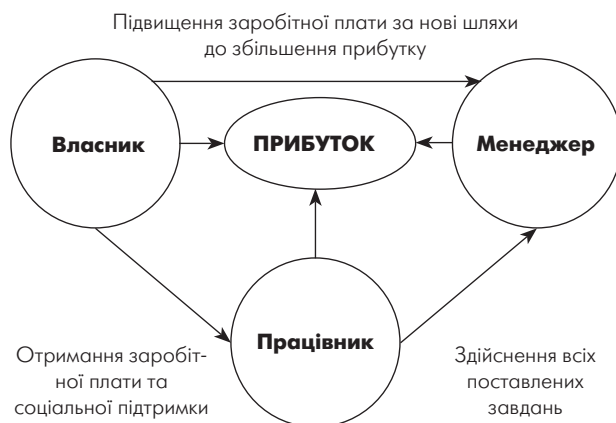 Підвищення заробітної плати за нові шляхи
до збільшення прибутку
Власник
ПРИБУТОК
Менеджер
Працівник
Отримання заробіт-
ної плати та
соціальної підтримки
Здійснення всіх
поставлених
завдань